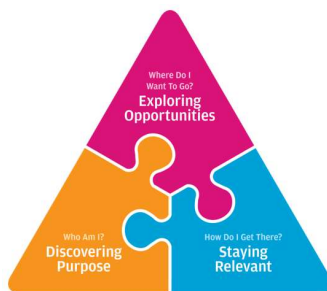 Where Do I
Want To Go?
Exploring
Opportunities
Who Am I?
Discovering
Purpose
How Do I Get There?
Staying
Relevant